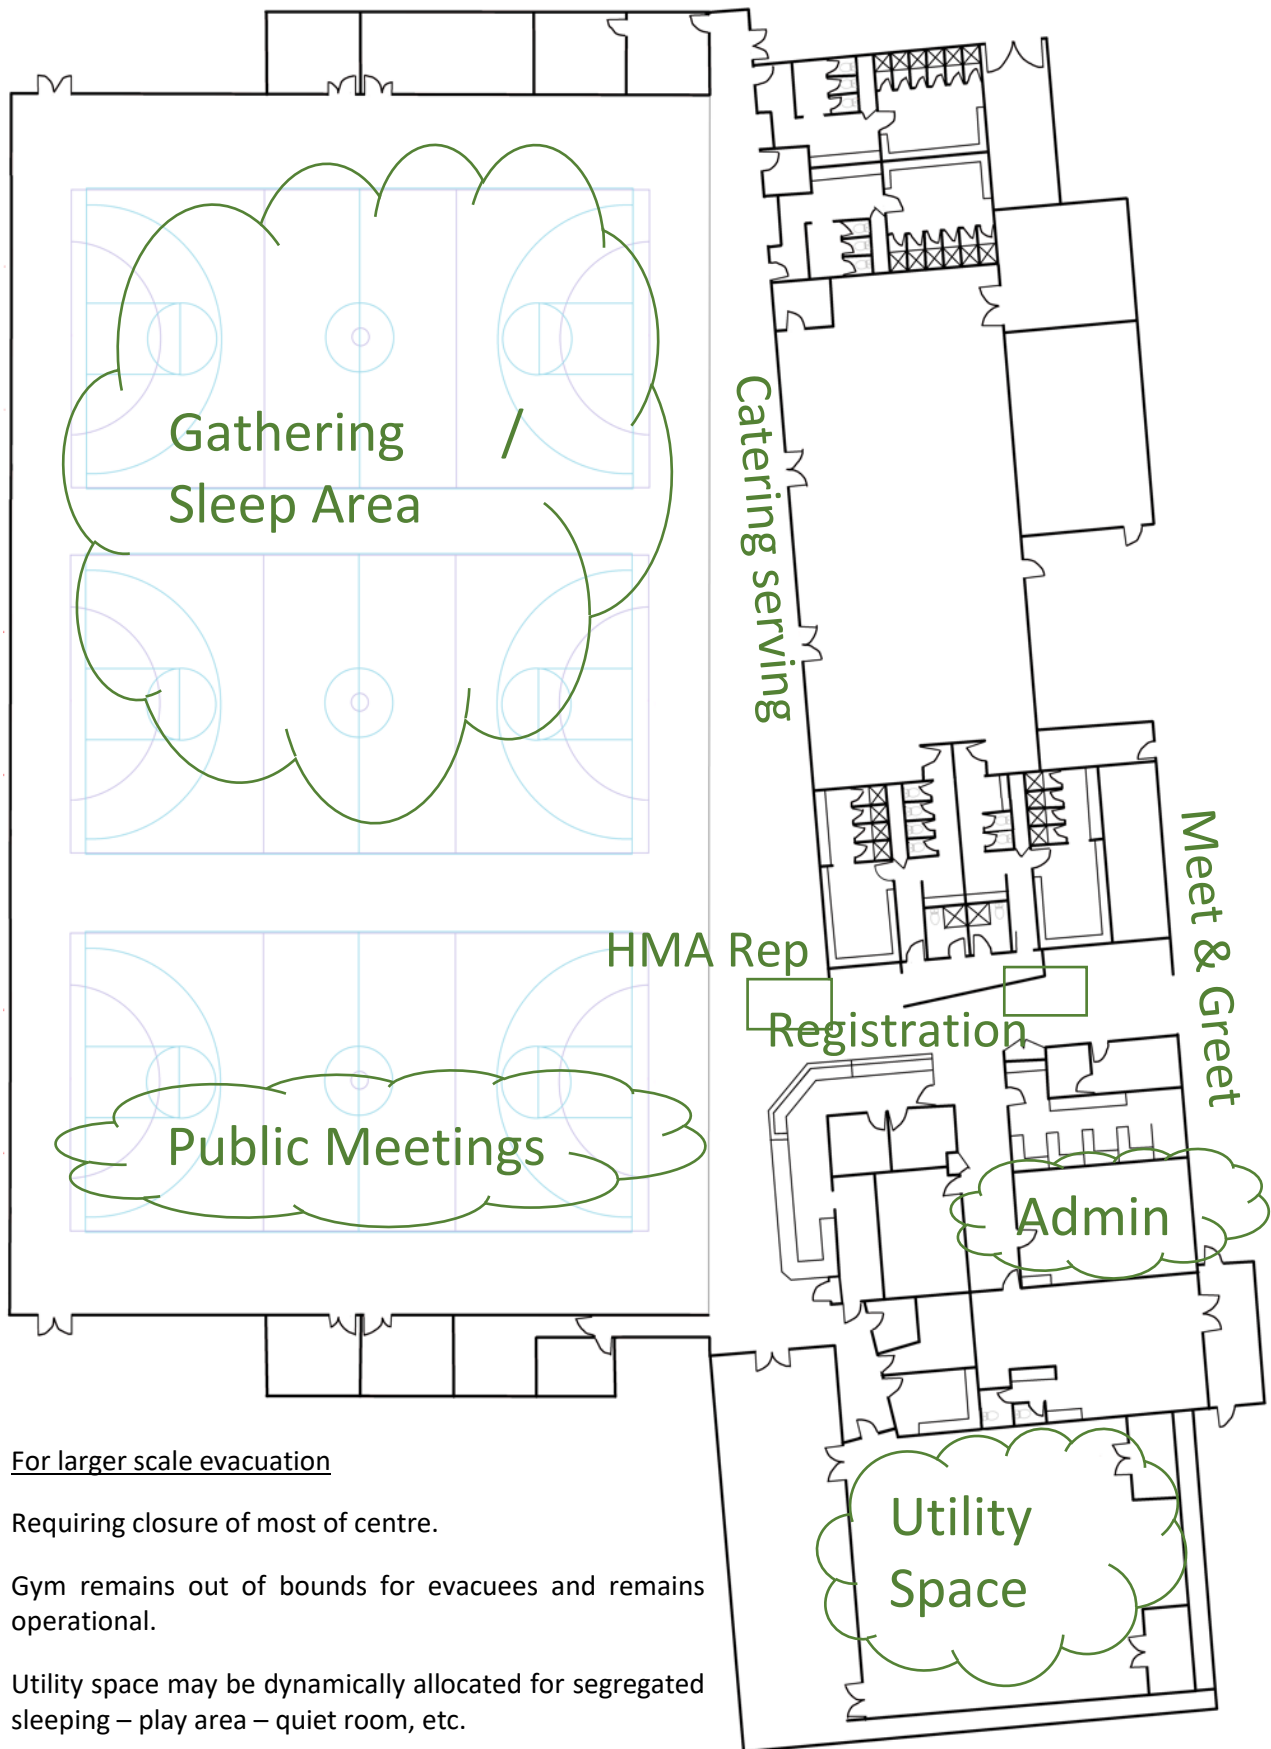 Gathering /
Sleep Area
Catering serving
Meet & Greet
HMA Rep
Registration
Public Meetings
Admin
Utility
Space
For larger scale evacuation
Requiring closure of most of centre.
Gym remains out of bounds for evacuees and remains
operational.
Utility space may be dynamically allocated for segregated
sleeping – play area – quiet room, etc.